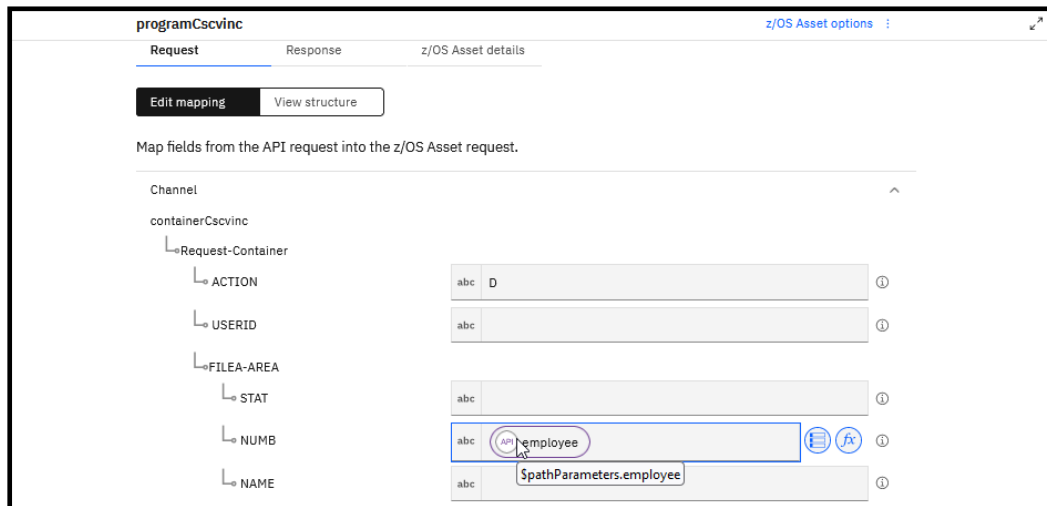 programCscvinc
z/OS Asset options
Request Response z/OS Asset details
Edit mapping View structure
Map fields from the API request into the z/OS Asset request.
Channel
containerCscvinc
Request-Container
ACTION abc D
USERID abc
FILEA-AREA
STAT abc
NUMB abc API employee fx
$pathParameters.employee
NAME abc